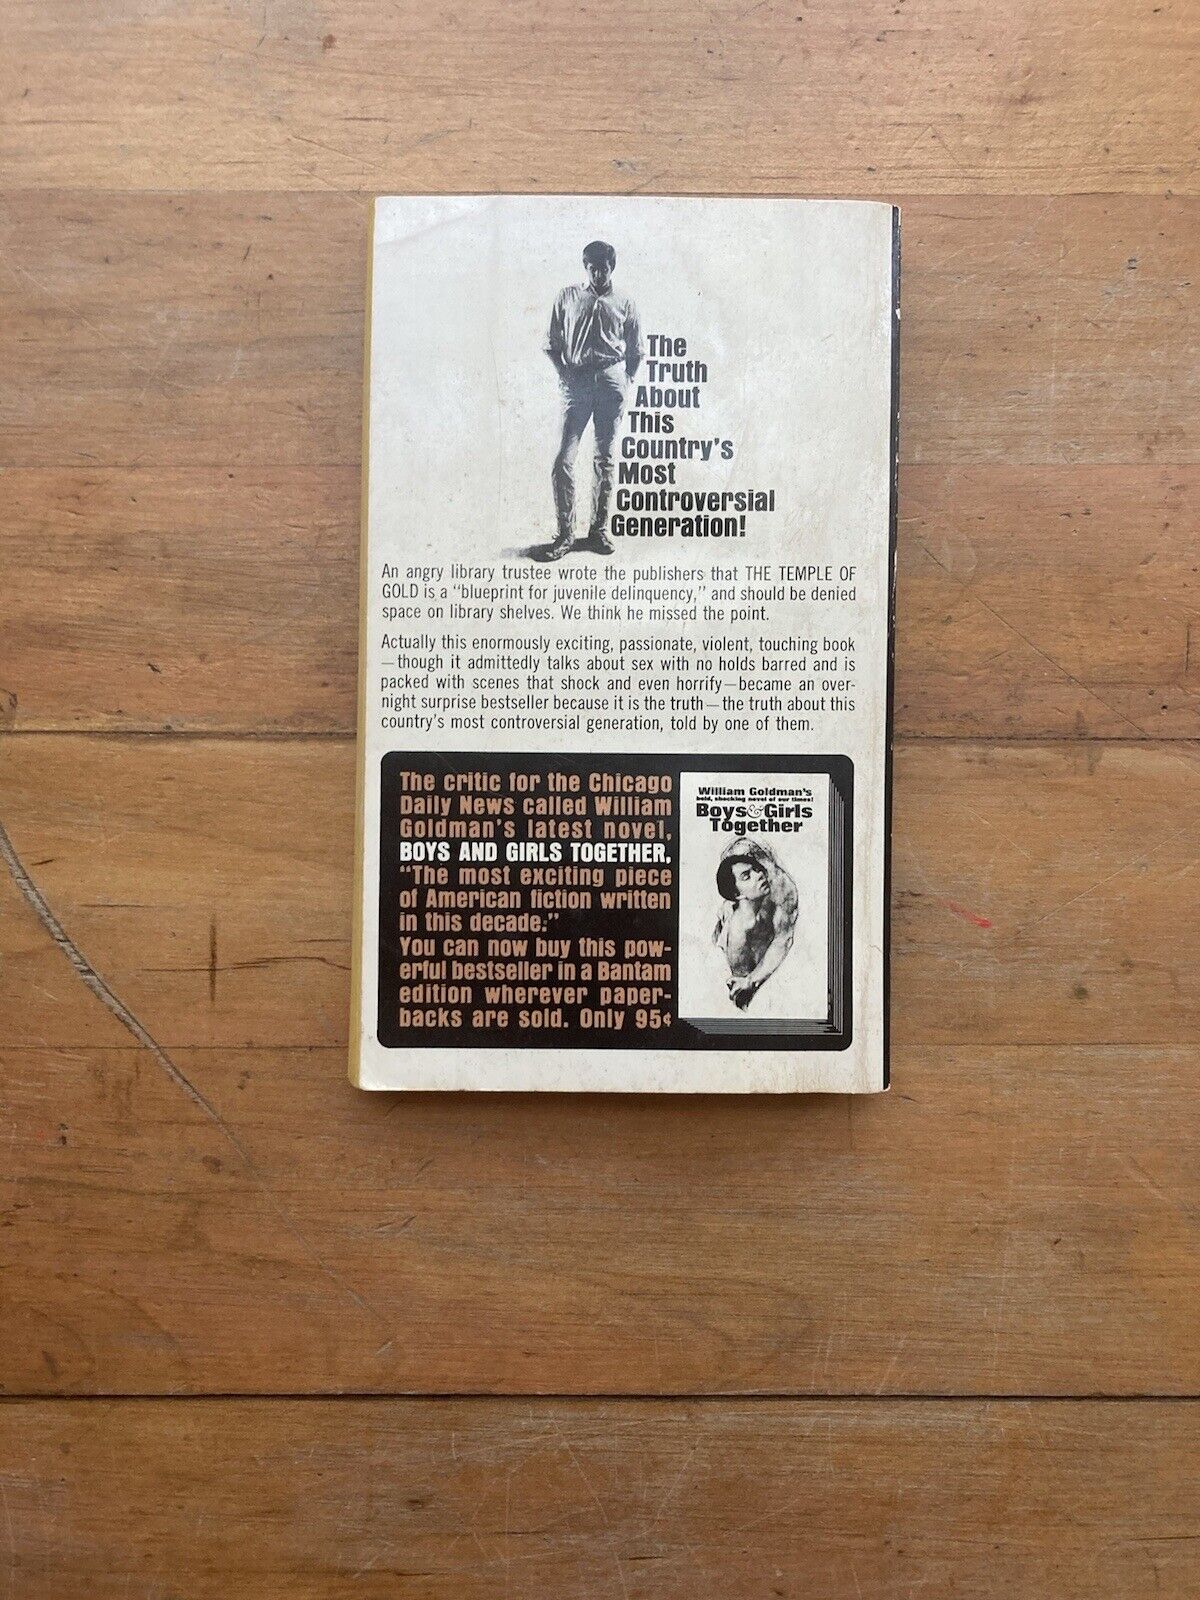 The
Truth
About
This
Country's
Most
Controversial
Generation!
An angry library trustee wrote the publishers that THE TEMPLE OF
GOLD is a "blueprint for juvenile delinquency," and should be denied
space on library shelves. We think he missed the point.
Actually this enormously exciting, passionate, violent, touching book
—though it admittedly talks about sex with no holds barred and is
packed with scenes that shock and even horrify—became an over-
night surprise bestseller because it is the truth—the truth about this
country's most controversial generation, told by one of them.
The critic for the Chicago
Daily News called William
Goldman's latest novel,
BOYS AND GIRLS TOGETHER,
"The most exciting piece
of American fiction written
in this decade."
You can now buy this pow-
erful bestseller in a Bantam
edition wherever paper-
backs are sold. Only 95¢
William Goldman's
bold, shocking novel of our times!
Boys & Girls
Together